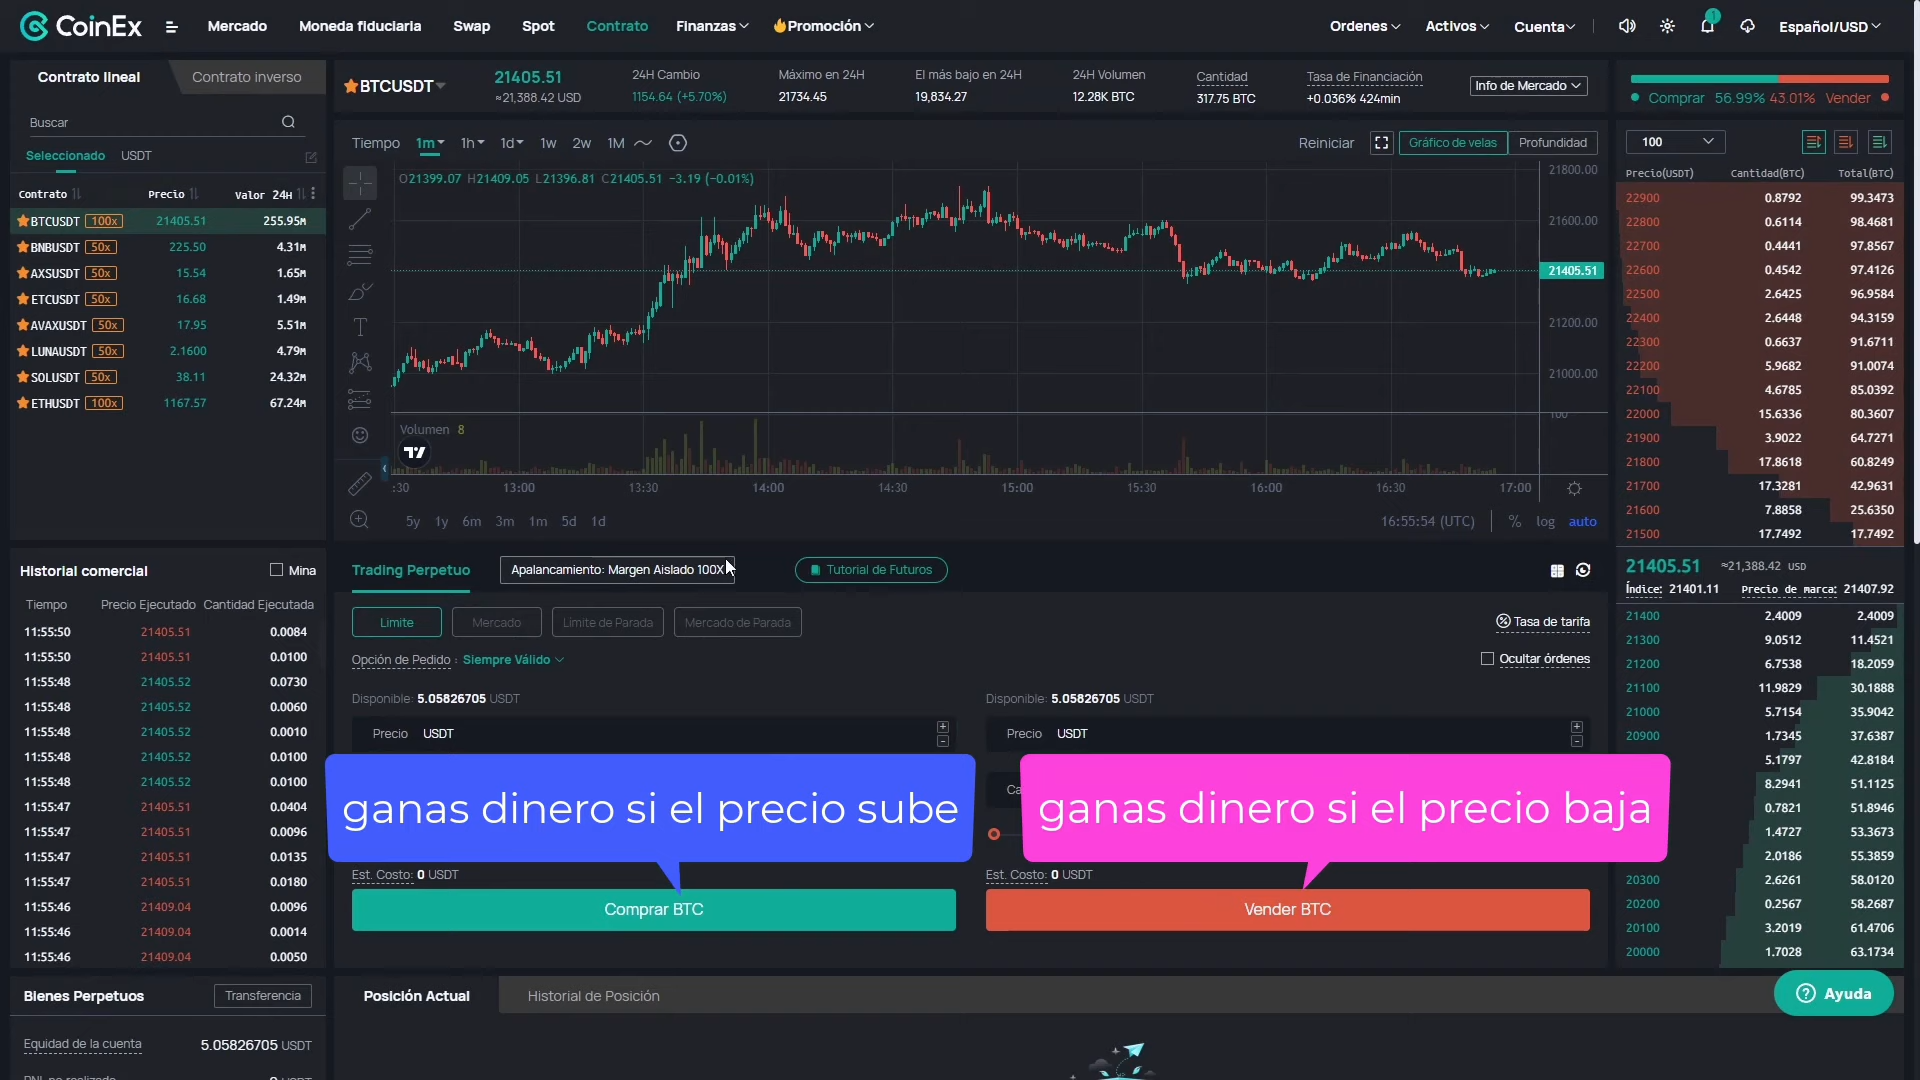 CoinEx Mercado Moneda fiduciaria Swap Spot Contrato Finanzas Promoción Ordenes Activos Cuenta 1 Español/USD
Contrato lineal Contrato inverso
Buscar
Seleccionado USDT
Contrato Precio Valor 24H
BTCUSDT 100x 21405.51 255.95M
BNBUSDT 50x 225.50 4.31M
AXSUSDT 50x 15.54 1.65M
ETCUSDT 50x 16.68 1.49M
AVAXUSDT 50x 17.95 5.51M
LUNAUSDT 50x 2.1600 4.79M
SOLUSDT 50x 38.11 24.32M
ETHUSDT 100x 1167.57 67.24M
BTCUSDT
21405.51
≈21,388.42 USD
24H Cambio
1154.64 (+5.70%)
Máximo en 24H
21734.45
El más bajo en 24H
19,834.27
24H Volumen
12.28K BTC
Cantidad
317.75 BTC
Tasa de Financiación
+0.036% 424min
Info de Mercado
Tiempo 1m 1h 1d 1w 2w 1M Reiniciar Gráfico de velas Profundidad
O21399.07 H21409.05 L21396.81 C21405.51 −3.19 (−0.01%)
21800.00
21600.00
21405.51
21200.00
21000.00
100
Volumen 8
:30 13:00 13:30 14:00 14:30 15:00 15:30 16:00 16:30 17:00
5y 1y 6m 3m 1m 5d 1d 16:55:54 (UTC) % log auto
Comprar 56.99% 43.01% Vender
100
Precio(USDT) Cantidad(BTC) Total(BTC)
22900 0.8792 99.3473
22800 0.6114 98.4681
22700 0.4441 97.8567
22600 0.4542 97.4126
22500 2.6425 96.9584
22400 2.6448 94.3159
22300 0.6637 91.6711
22200 5.9682 91.0074
22100 4.6785 85.0392
22000 15.6336 80.3607
21900 3.9022 64.7271
21800 17.8618 60.8249
21700 17.3281 42.9631
21600 7.8858 25.6350
21500 17.7492 17.7492
21405.51 ≈21,388.42 USD
Índice: 21401.11 Precio de marca: 21407.92
21400 2.4009 2.4009
21300 9.0512 11.4521
21200 6.7538 18.2059
21100 11.9829 30.1888
21000 5.7154 35.9042
20900 1.7345 37.6387
5.1797 42.8184
8.2941 51.1125
0.7821 51.8946
1.4727 53.3673
2.0186 55.3859
20300 2.6261 58.0120
20200 0.2567 58.2687
20100 3.2019 61.4706
20000 1.7028 63.1734
Historial comercial Mina
Tiempo Precio Ejecutado Cantidad Ejecutada
11:55:50 21405.51 0.0084
11:55:50 21405.51 0.0100
11:55:48 21405.52 0.0730
11:55:48 21405.52 0.0060
11:55:48 21405.52 0.0010
11:55:48 21405.52 0.0100
11:55:48 21405.52 0.0100
11:55:47 21405.51 0.0404
11:55:47 21405.51 0.0096
11:55:47 21405.51 0.0135
11:55:47 21405.51 0.0180
11:55:46 21409.04 0.0096
11:55:46 21409.04 0.0014
11:55:46 21409.04 0.0050
Trading Perpetuo Apalancamiento: Margen Aislado 100X Tutorial de Futuros
Limite Mercado Limite de Parada Mercado de Parada Tasa de tarifa
Opción de Pedido : Siempre Válido Ocultar órdenes
Disponible: 5.05826705 USDT
Precio USDT
ganas dinero si el precio sube
Est. Costo: 0 USDT
Comprar BTC
Disponible: 5.05826705 USDT
Precio USDT
Ca
ganas dinero si el precio baja
Est. Costo: 0 USDT
Vender BTC
Bienes Perpetuos Transferencia
Equidad de la cuenta 5.05826705 USDT
Posición Actual Historial de Posición
Ayuda